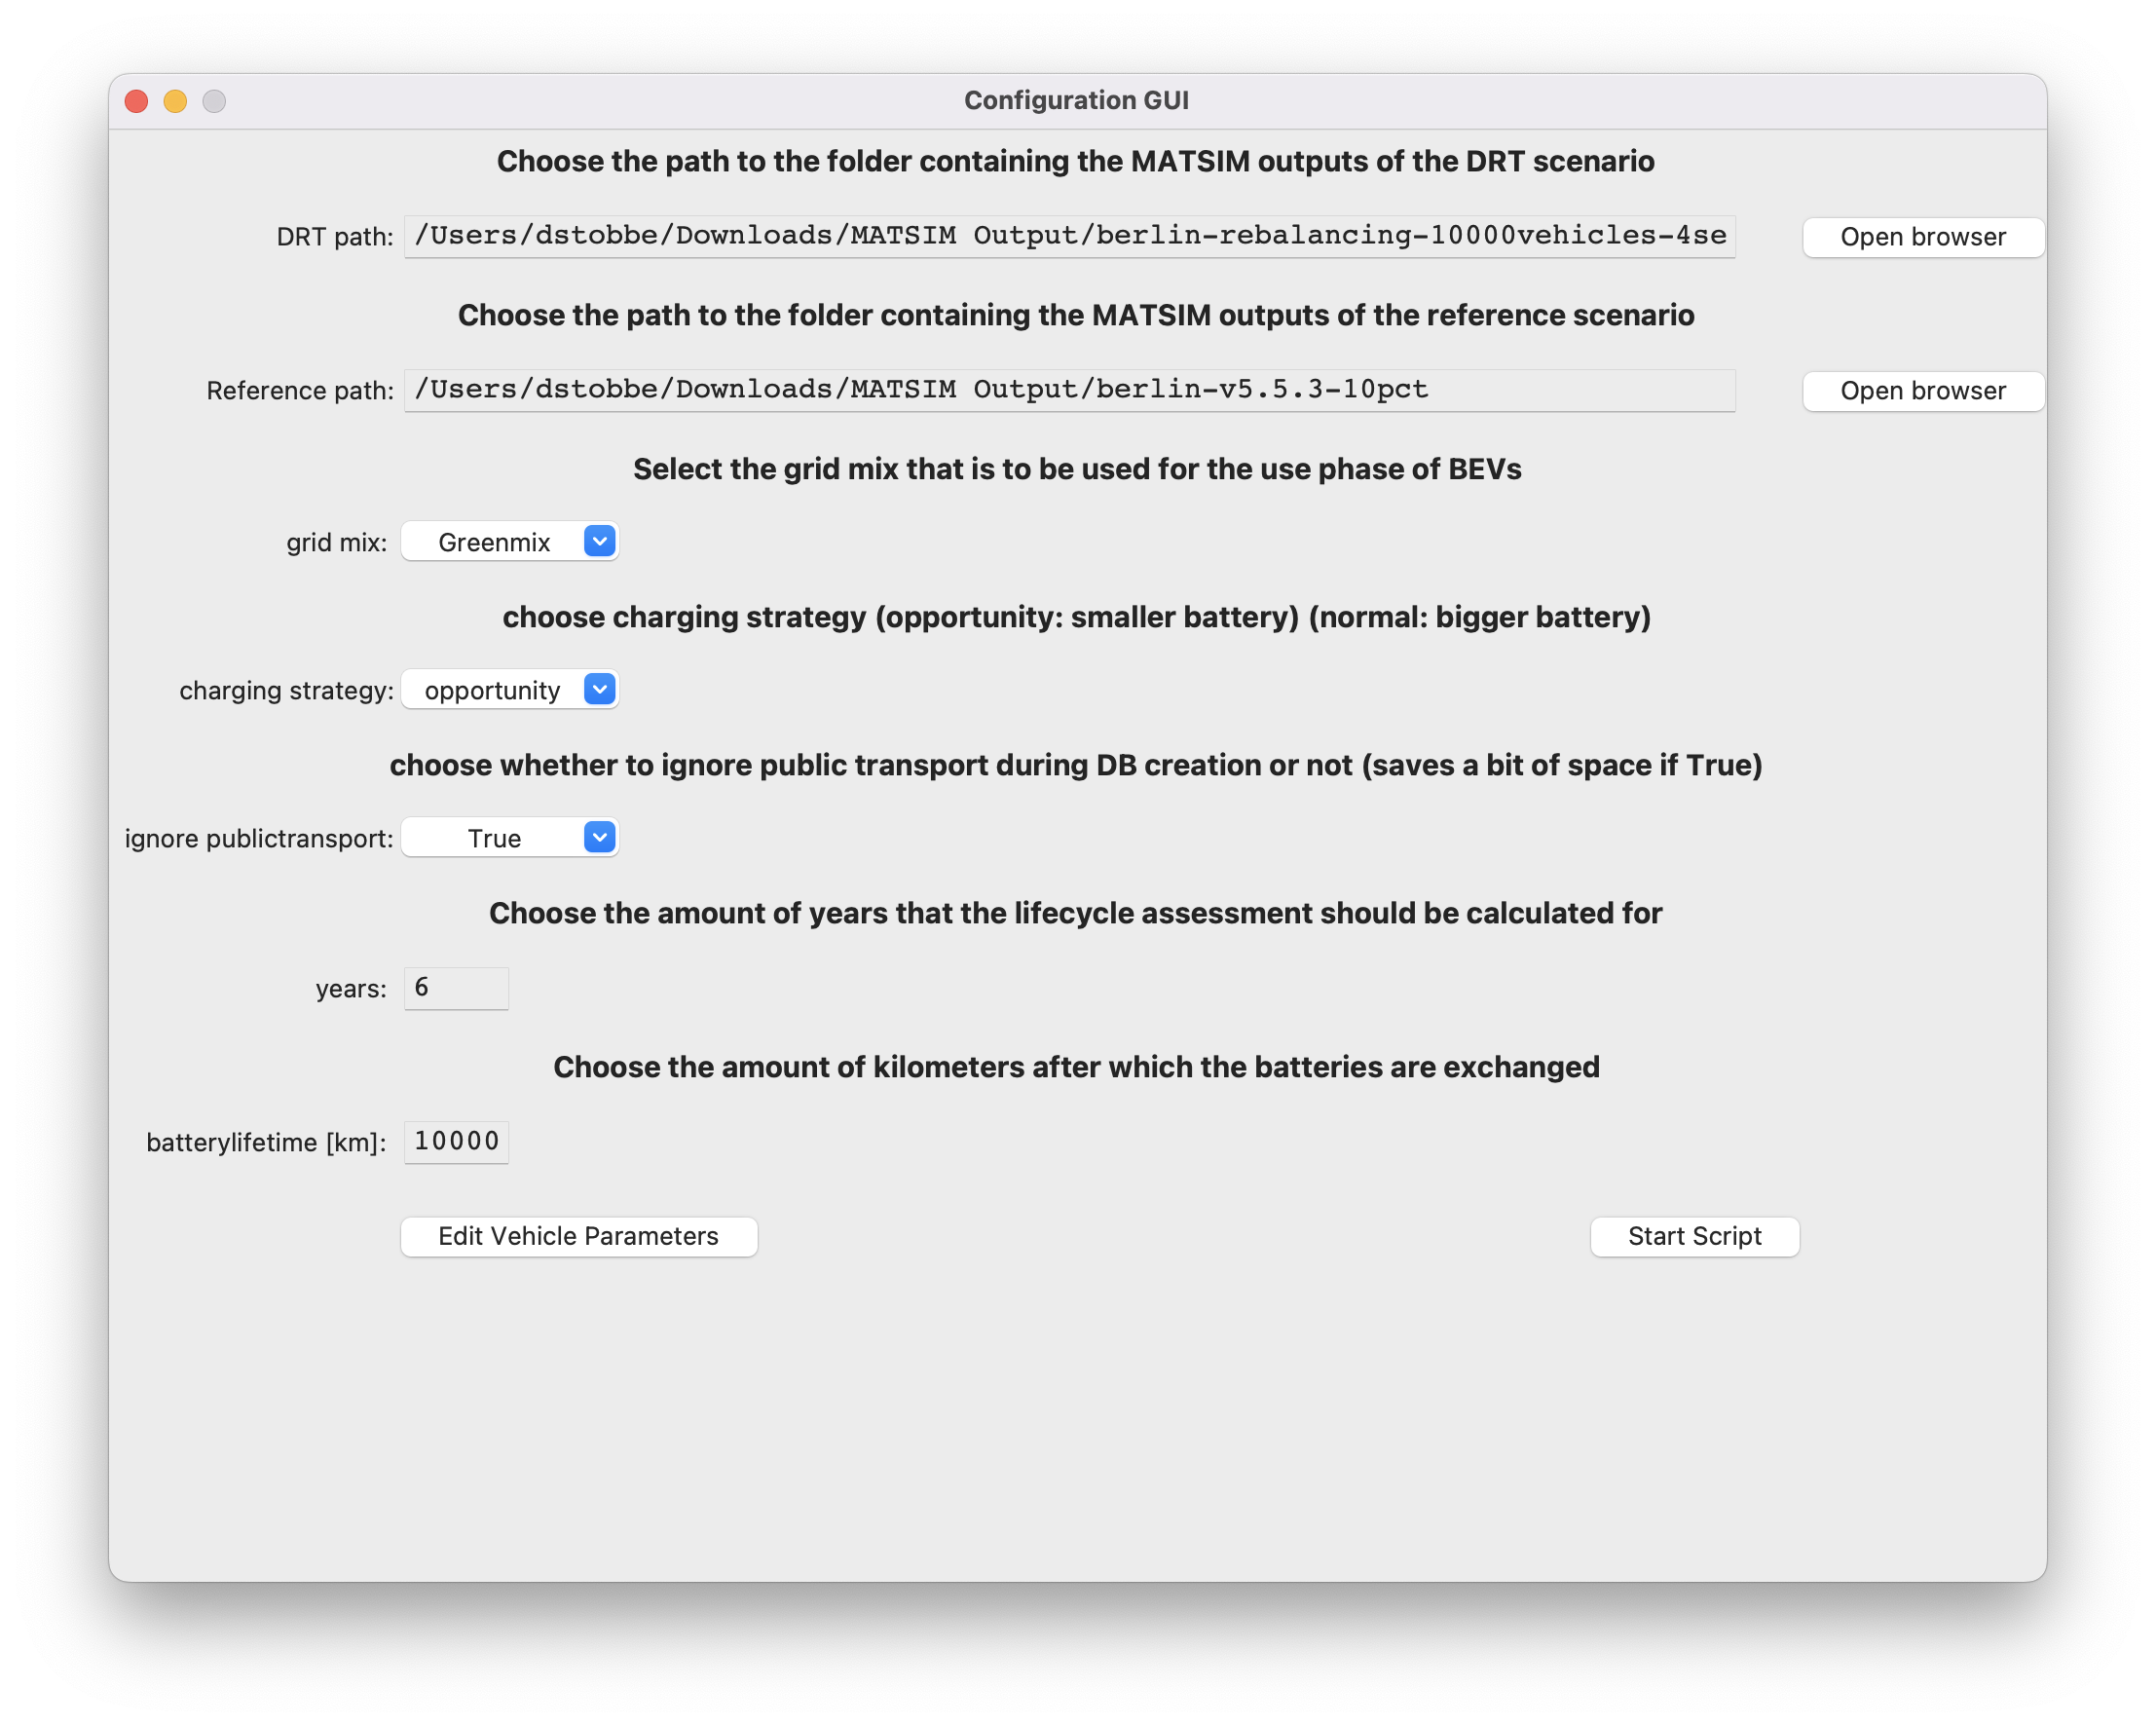 Configuration GUI
Choose the path to the folder containing the MATSIM outputs of the DRT scenario
DRT path: /Users/dstobbe/Downloads/MATSIM Output/berlin-rebalancing-10000vehicles-4se Open browser
Choose the path to the folder containing the MATSIM outputs of the reference scenario
Reference path: /Users/dstobbe/Downloads/MATSIM Output/berlin-v5.5.3-10pct Open browser
Select the grid mix that is to be used for the use phase of BEVs
grid mix: Greenmix
choose charging strategy (opportunity: smaller battery) (normal: bigger battery)
charging strategy: opportunity
choose whether to ignore public transport during DB creation or not (saves a bit of space if True)
ignore publictransport: True
Choose the amount of years that the lifecycle assessment should be calculated for
years: 6
Choose the amount of kilometers after which the batteries are exchanged
batterylifetime [km]: 10000
Edit Vehicle Parameters Start Script